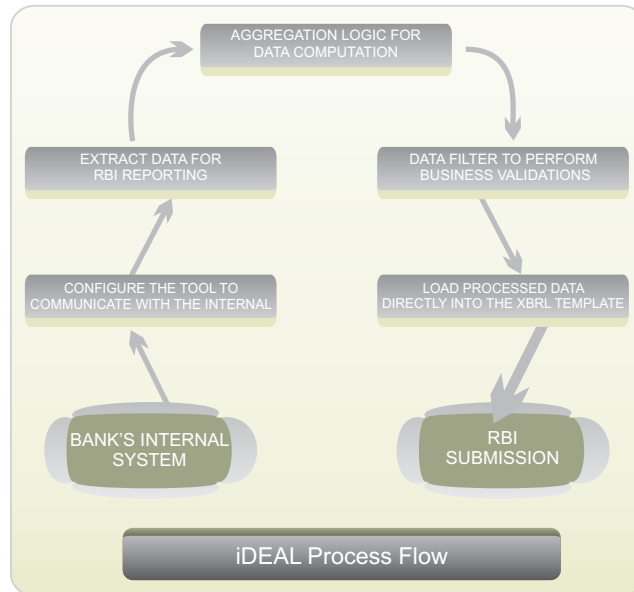 AGGREGATION LOGIC FOR
DATA COMPUTATION
EXTRACT DATA FOR
RBI REPORTING
DATA FILTER TO PERFORM
BUSINESS VALIDATIONS
CONFIGURE THE TOOL TO
COMMUNICATE WITH THE INTERNAL
LOAD PROCESSED DATA
DIRECTLY INTO THE XBRL TEMPLATE
BANK'S INTERNAL
SYSTEM
RBI
SUBMISSION
iDEAL Process Flow